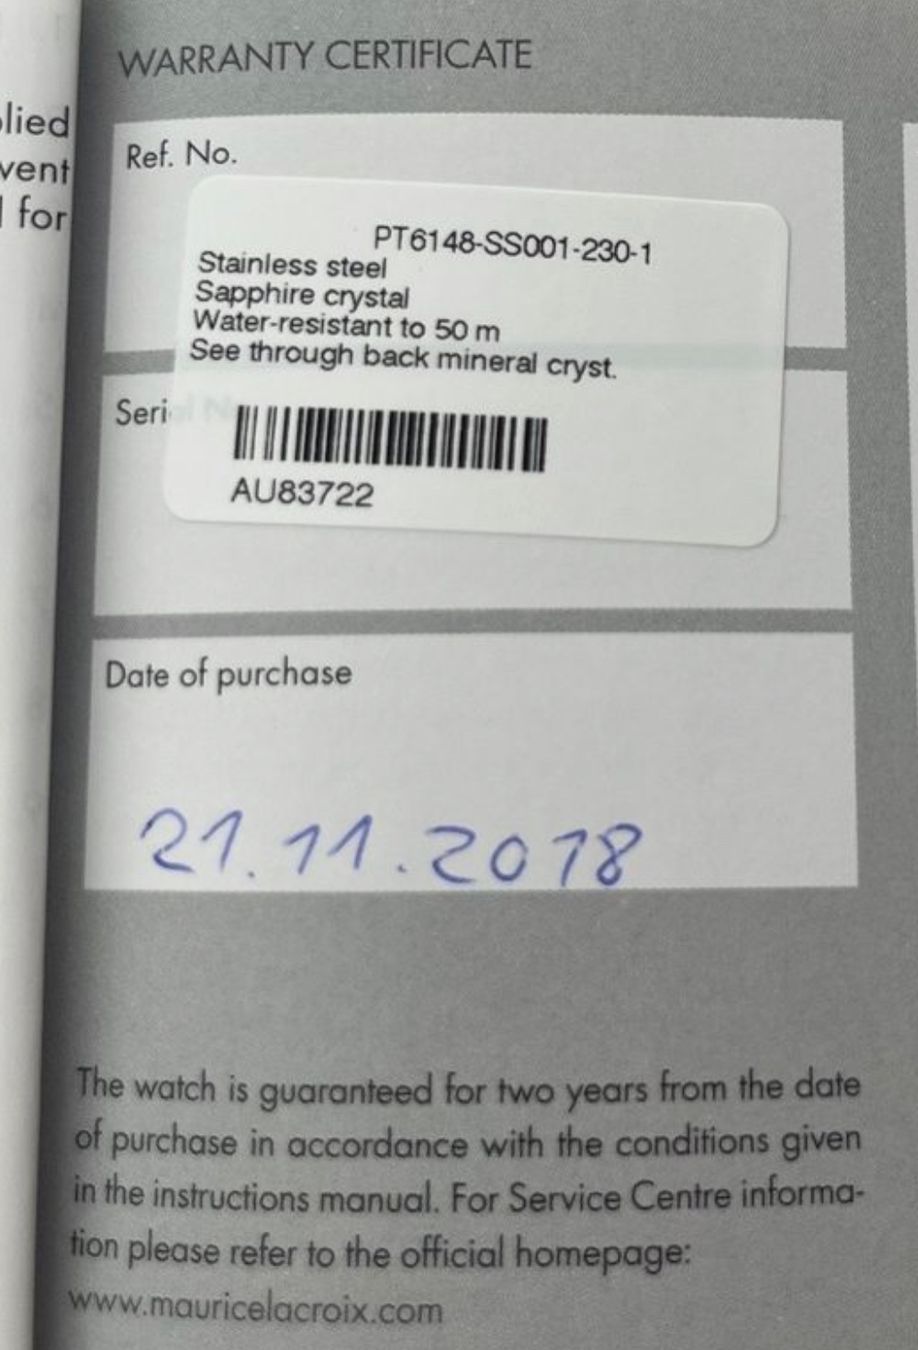 WARRANTY CERTIFICATE
Ref. No.
PT6148-SS001-230-1
Stainless steel
Sapphire crystal
Water-resistant to 50 m
See through back mineral cryst.
Serial No
AU83722
Date of purchase
21.11.2018
The watch is guaranteed for two years from the date
of purchase in accordance with the conditions given
in the instructions manual. For Service Centre informa-
tion please refer to the official homepage:
www.mauricelacroix.com
for